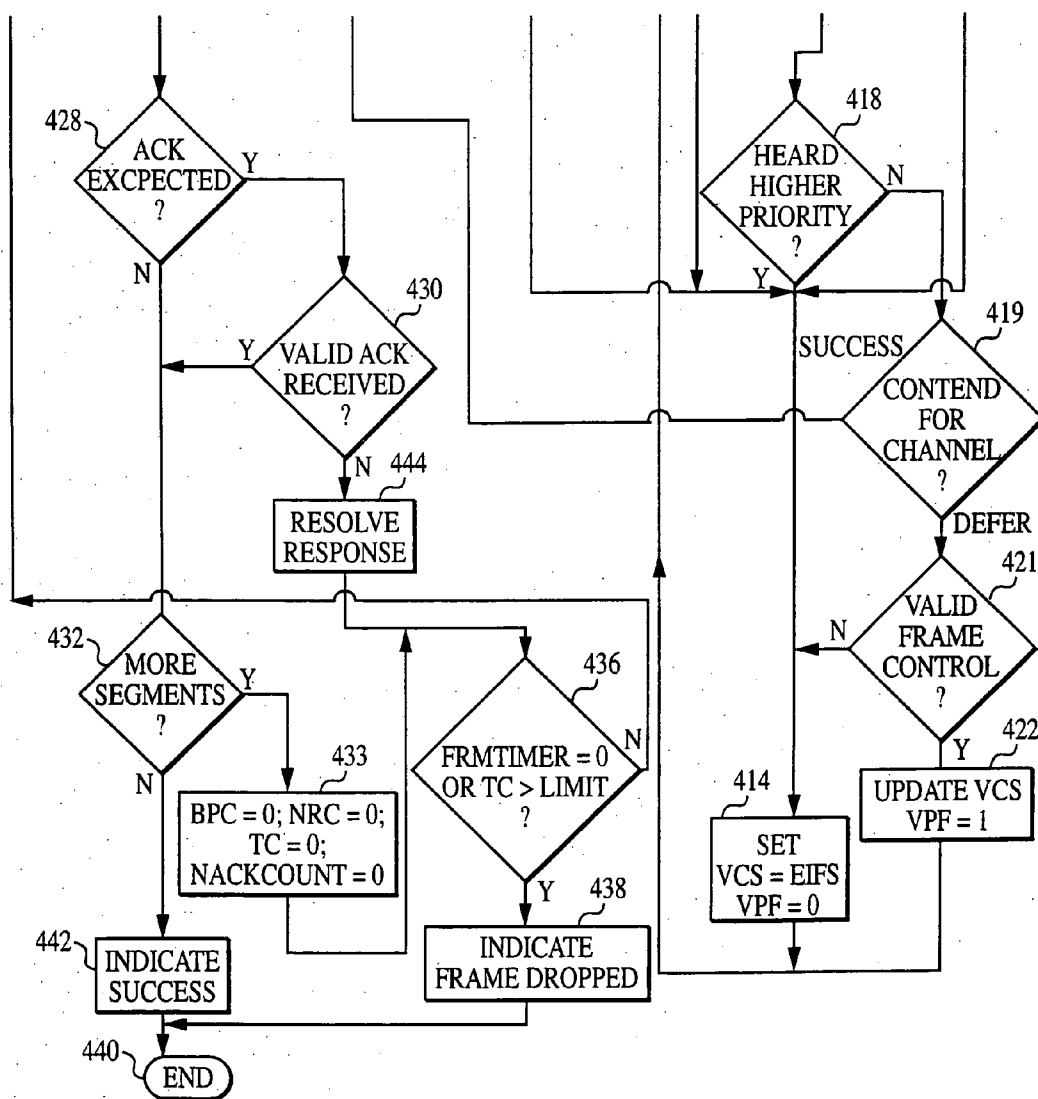 428
ACK
EXCPECTED
?
Y
N
418
HEARD
HIGHER
PRIORITY
?
N
Y
430
VALID ACK
RECEIVED
?
Y
N
419
SUCCESS
CONTEND
FOR
CHANNEL
?
DEFER
444
RESOLVE
RESPONSE
421
VALID
FRAME
CONTROL
?
N
Y
432
MORE
SEGMENTS
?
Y
N
436
FRMTIMER = 0
OR TC > LIMIT
?
N
Y
422
UPDATE VCS
VPF = 1
433
BPC = 0; NRC = 0;
TC = 0;
NACKCOUNT = 0
414
SET
VCS = EIFS
VPF = 0
438
INDICATE
FRAME DROPPED
442
INDICATE
SUCCESS
440
END